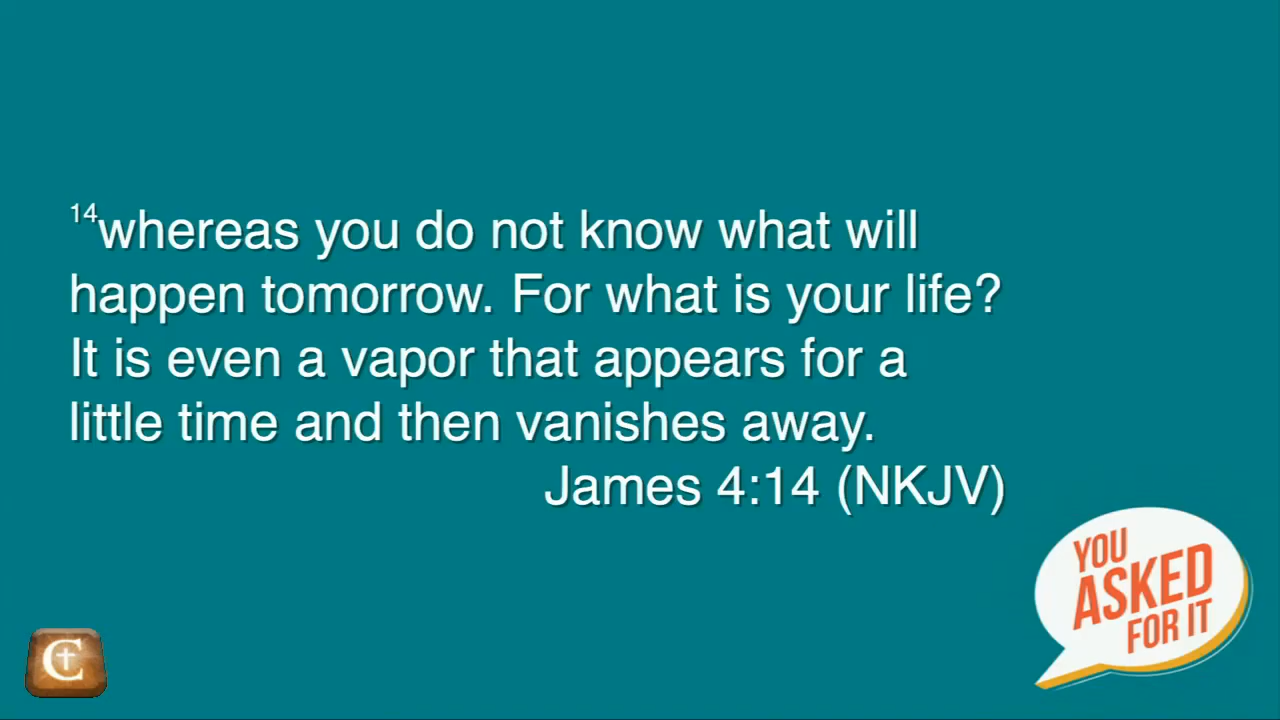 14whereas you do not know what will
happen tomorrow. For what is your life?
It is even a vapor that appears for a
little time and then vanishes away.
James 4:14 (NKJV)
YOU
ASKED
FOR IT
C